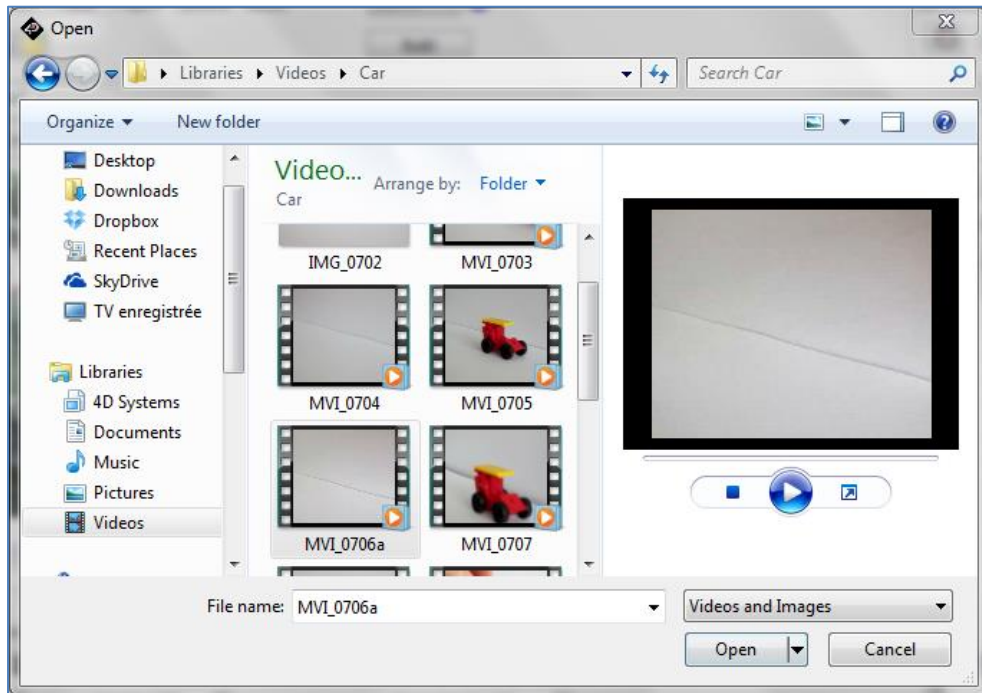 Open
Libraries Videos Car
Search Car
Organize New folder
Desktop
Downloads
Dropbox
Recent Places
SkyDrive
TV enregistrée
Libraries
4D Systems
Documents
Music
Pictures
Videos
Video...
Car
Arrange by: Folder
IMG_0702 MVI_0703
MVI_0704 MVI_0705
MVI_0706a MVI_0707
File name: MVI_0706a
Videos and Images
Open Cancel